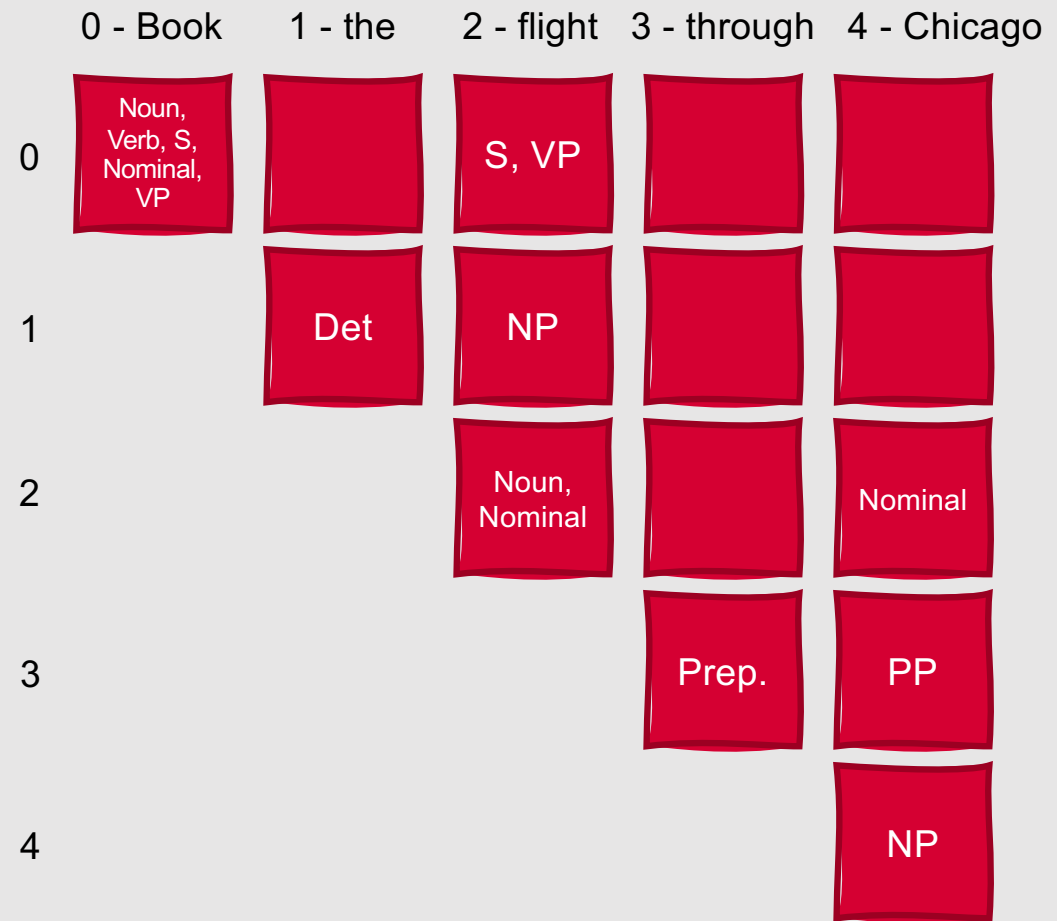 0 - Book 1 - the 2 - flight 3 - through 4 - Chicago
0
Noun,
Verb, S,
Nominal,
VP
S, VP
1
Det
NP
2
Noun,
Nominal
Nominal
3
Prep.
PP
4
NP